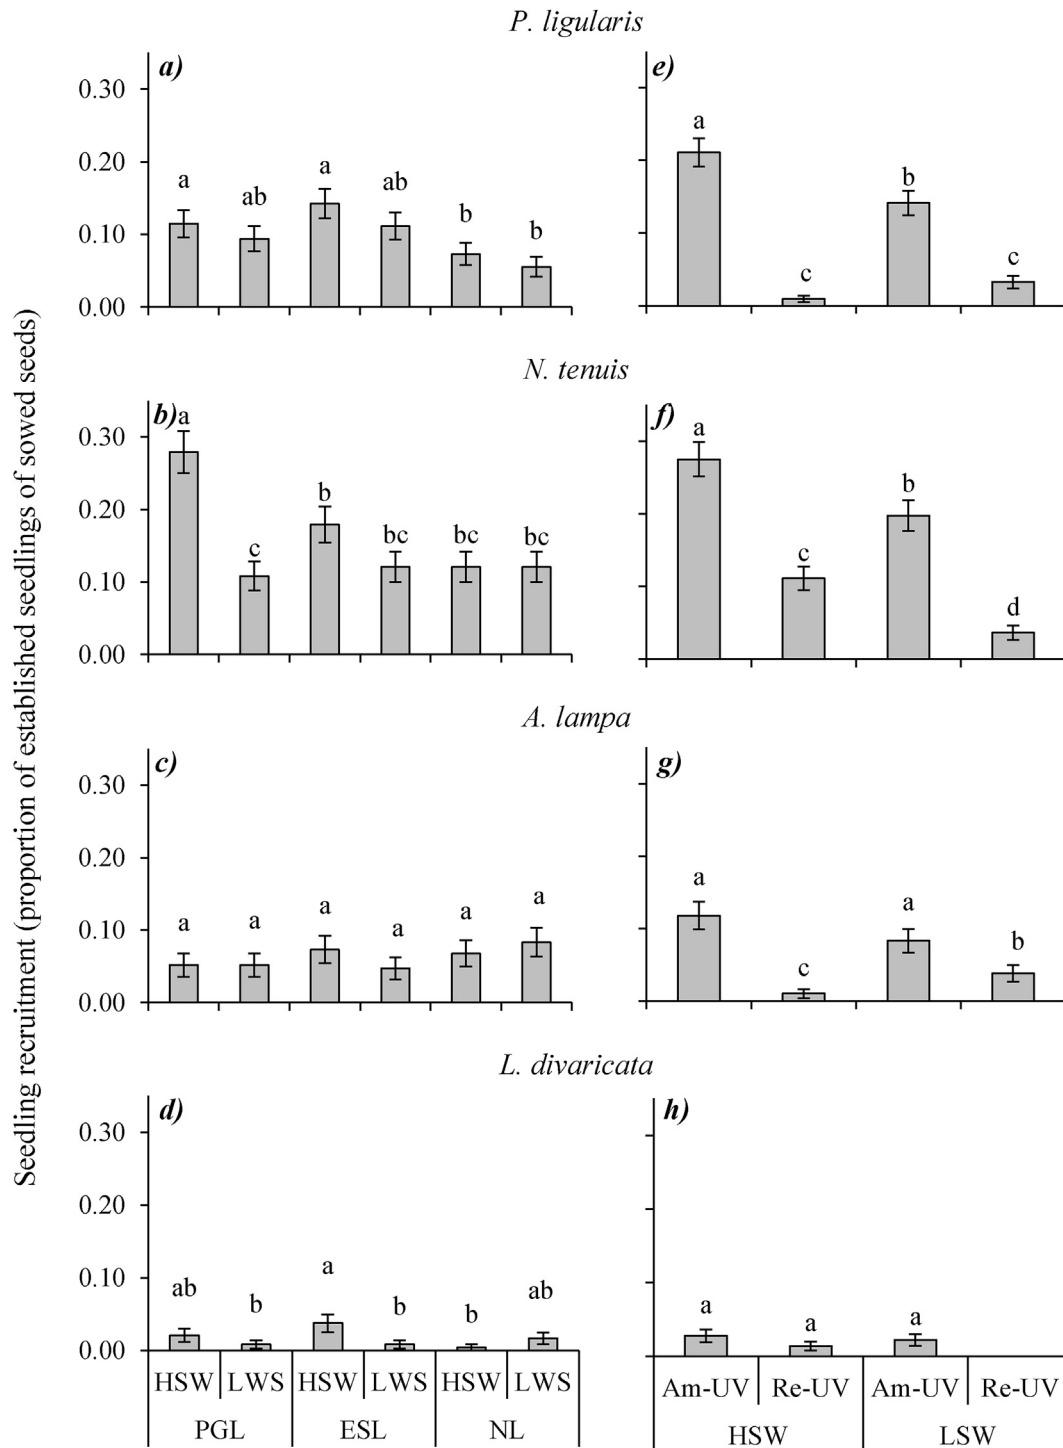 P. ligularis
a)
0.30
0.20
0.10
0.00
a
ab
a
ab
b
b
e)
a
c
b
c
N. tenuis
b)
0.30
0.20
0.10
0.00
a
c
b
bc
bc
bc
f)
a
c
b
d
A. lampa
c)
0.30
0.20
0.10
0.00
a
a
a
a
a
a
g)
a
c
a
b
L. divaricata
d)
0.30
0.20
0.10
0.00
ab
b
a
b
b
ab
HSW LWS HSW LWS HSW LWS
PGL ESL NL
h)
a
a
a
Am-UV Re-UV Am-UV Re-UV
HSW LSW
Seedling recruitment (proportion of established seedlings of sowed seeds)